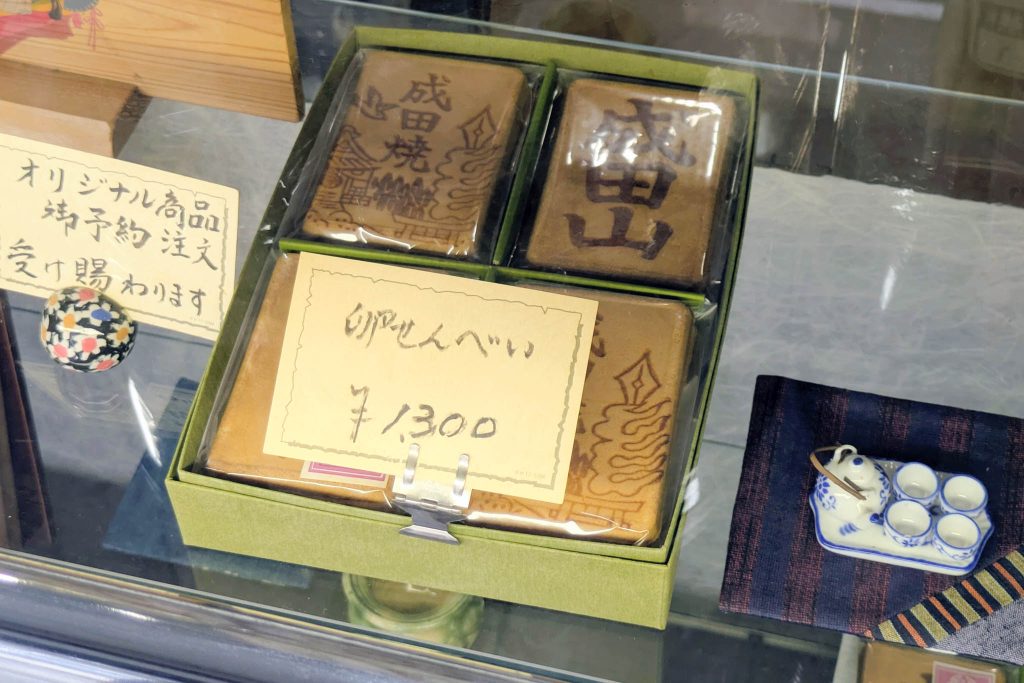 オリジナル商品
御予約注文
受け賜わります
成田焼
成田山
卵せんべい
¥1,300